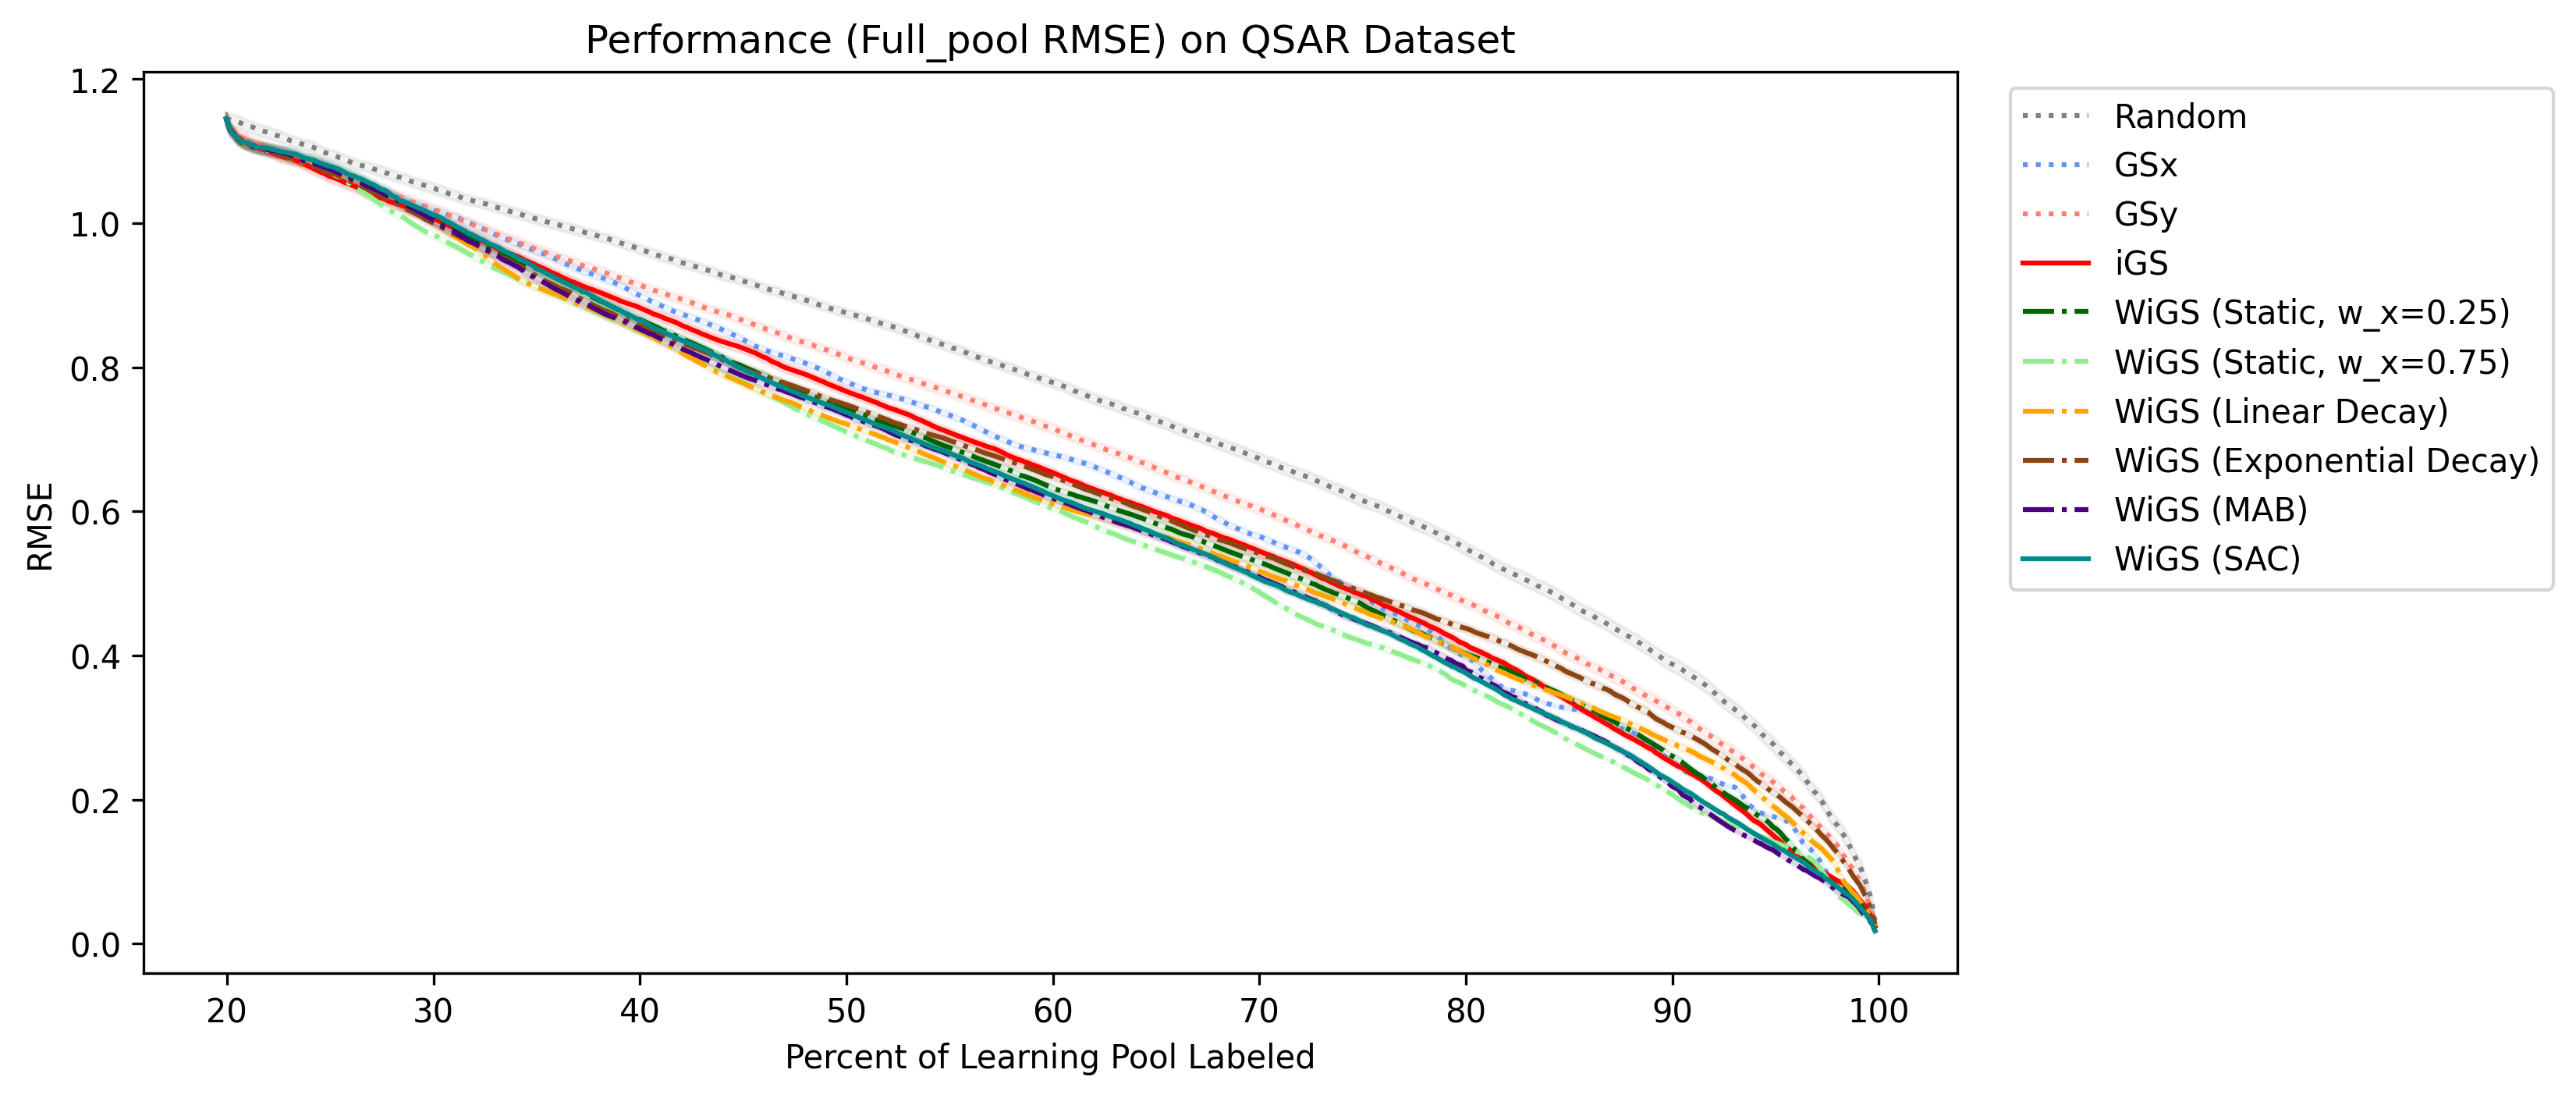 Performance (Full_pool RMSE) on QSAR Dataset
1.2
1.0
0.8
0.6
0.4
0.2
0.0
RMSE
20 30 40 50 60 70 80 90 100
Percent of Learning Pool Labeled
Random
GSx
GSy
iGS
WiGS (Static, w_x=0.25)
WiGS (Static, w_x=0.75)
WiGS (Linear Decay)
WiGS (Exponential Decay)
WiGS (MAB)
WiGS (SAC)